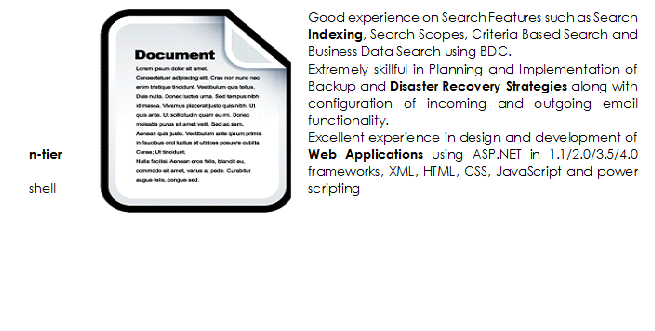 Document
Lorem ipsum dolor sit amet,
Consectetuer adipiscing elit. Cras non nunc nec
enim tristique tincidunt. Vestibulum quis tellus.
Duis nulla. Donec luctus urna. Sed tempus nibh
id massa. Vivamus placerat justo quis nibh. Ut
quis ante. Ut sollicitudin quam eu mi. Donec
molestie purus sit amet velit. Sed ac sem.
Aenean quis justo. Vestibulum ante ipsum primis
in faucibus orci luctus et ultrices posuere cubilia
Curae; Ut tincidunt.
Nulla facilisi. Aenean eros felis, blandit eu,
commodo sit amet, varius a, pede. Curabitur
augue felis, congue sed.
Good experience on Search Features such as Search
Indexing, Search Scopes, Criteria Based Search and
Business Data Search using BDC.
Extremely skillful in Planning and Implementation of
Backup and Disaster Recovery Strategies along with
configuration of incoming and outgoing email
functionality.
Excellent experience in design and development of
n-tier Web Applications using ASP.NET in 1.1/2.0/3.5/4.0
frameworks, XML, HTML, CSS, JavaScript and power
shell scripting